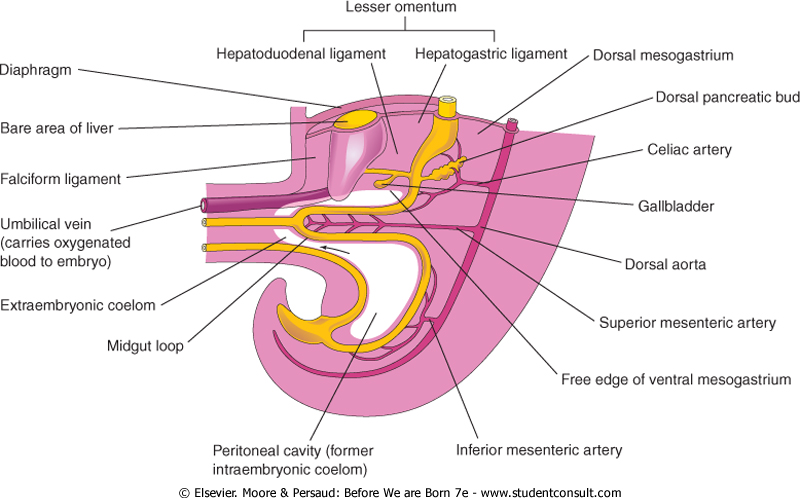 Lesser omentum
Hepatoduodenal ligament
Hepatogastric ligament
Diaphragm
Bare area of liver
Falciform ligament
Umbilical vein
(carries oxygenated
blood to embryo)
Extraembryonic coelom
Midgut loop
Dorsal mesogastrium
Dorsal pancreatic bud
Celiac artery
Gallbladder
Dorsal aorta
Superior mesenteric artery
Free edge of ventral mesogastrium
Peritoneal cavity (former
intraembryonic coelom)
Inferior mesenteric artery
© Elsevier. Moore & Persaud: Before We are Born 7e - www.studentconsult.com